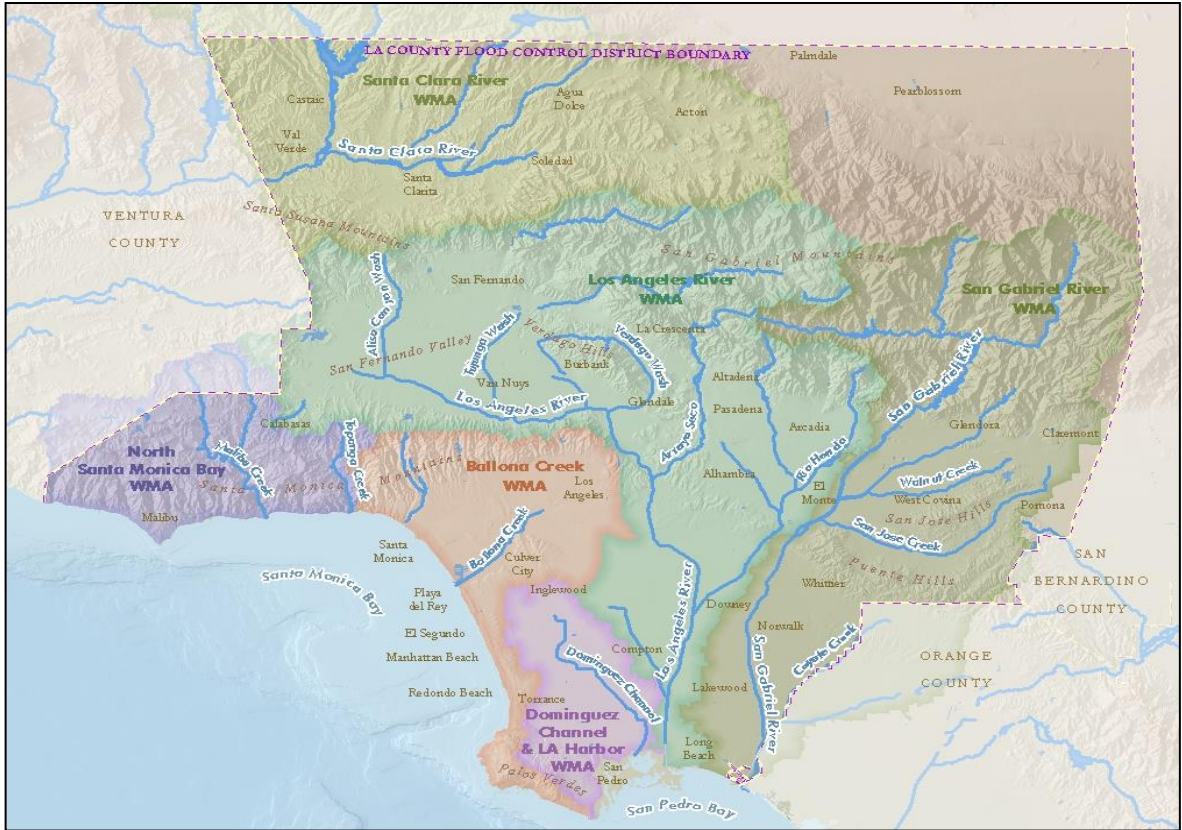 LA COUNTY FLOOD CONTROL DISTRICT BOUNDARY
Palmdale
Santa Clara River
WMA
Pearblossom
Castaic
Agua
Dolce
Acton
Val
Verde
Santa Clara River
Soledad
Santa
Clarita
VENTURA
COUNTY
Santa Susana Mountains
San Gabriel Mountains
San Fernando
Los Angeles River
WMA
San Gabriel River
WMA
Aliso Canyon Wash
Tujunga Wash
Verdugo Hills
Verdugo Wash
La Crescenta
San Fernando Valley
Burbank
Van Nuys
Los Angeles River
Glendale
Altadena
Pasadena
Arroyo Seco
San Gabriel River
Glendora
Arcadia
Claremont
Calabasas
North
Santa Monica Bay
WMA
Malibu Creek
Topanga Creek
Santa Monica Mountains
Malibu
Ballona Creek
WMA
Los
Angeles
Alhambra
Rio Hondo
El
Monte
Walnut Creek
West Covina
San Jose Hills
Pomona
San Jose Creek
Puente Hills
Santa
Monica
Ballona Creek
Culver
City
Santa Monica Bay
Playa
del Rey
Inglewood
El Segundo
Manhattan Beach
Redondo Beach
Whittier
SAN
BERNARDINO
COUNTY
Downey
Norwalk
Los Angeles River
Compton
Dominguez Channel
San Gabriel River
Coyote Creek
ORANGE
COUNTY
Lakewood
Torrance
Dominguez
Channel
& LA Harbor
WMA
Long
Beach
San
Pedro
Palos Verdes
San Pedro Bay